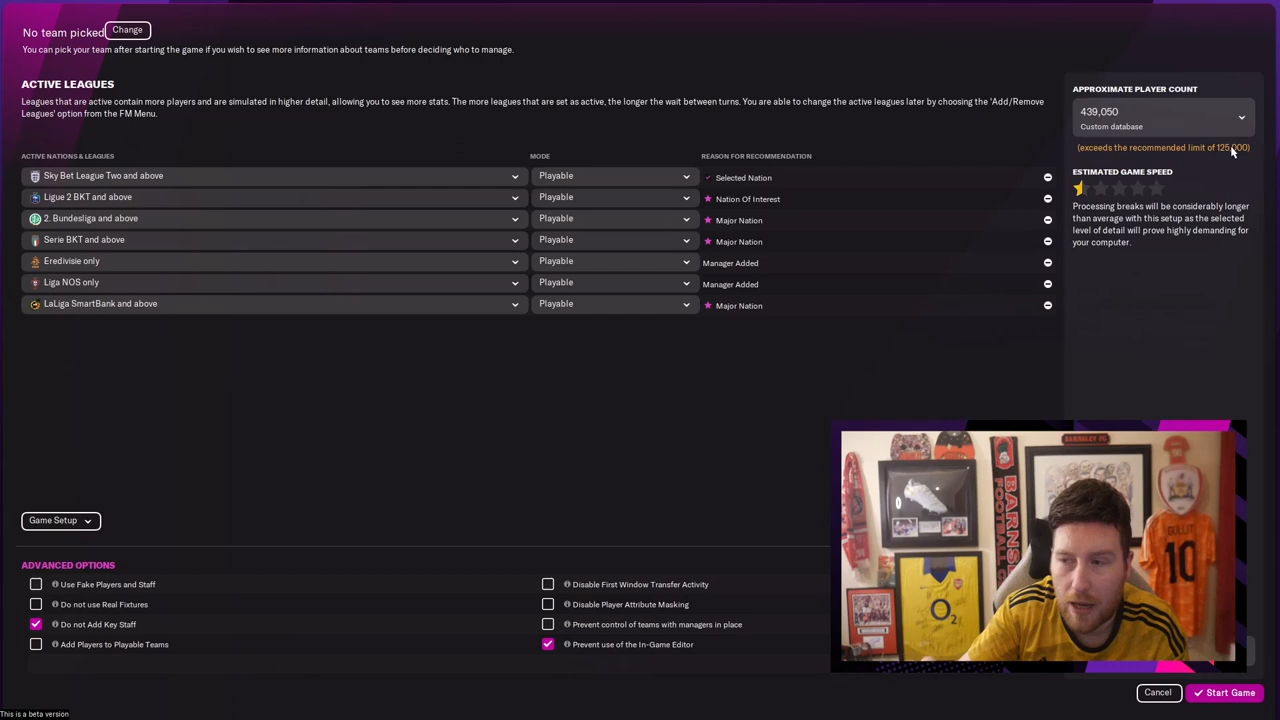 No team picked Change
You can pick your team after starting the game if you wish to see more information about teams before deciding who to manage.
ACTIVE LEAGUES
Leagues that are active contain more players and are simulated in higher detail, allowing you to see more stats. The more leagues that are set as active, the longer the wait between turns. You are able to change the active leagues later by choosing the 'Add/Remove
Leagues' option from the FM Menu.
ACTIVE NATIONS & LEAGUES MODE REASON FOR RECOMMENDATION
Sky Bet League Two and above Playable Selected Nation
Ligue 2 BKT and above Playable Nation Of Interest
2. Bundesliga and above Playable Major Nation
Serie BKT and above Playable Major Nation
Eredivisie only Playable Manager Added
Liga NOS only Playable Manager Added
LaLiga SmartBank and above Playable Major Nation
APPROXIMATE PLAYER COUNT
439,050
Custom database
(exceeds the recommended limit of 125,000)
ESTIMATED GAME SPEED
Processing breaks will be considerably longer
than average with this setup as the selected
level of detail will prove highly demanding for
your computer.
Game Setup
ADVANCED OPTIONS
Use Fake Players and Staff
Do not use Real Fixtures
Do not Add Key Staff
Add Players to Playable Teams
Disable First Window Transfer Activity
Disable Player Attribute Masking
Prevent control of teams with managers in place
Prevent use of the In-Game Editor
BARNSLEY FC
BARNS
FOOTBALL
O2
GULLIT
10
Cancel Start Game
This is a beta version